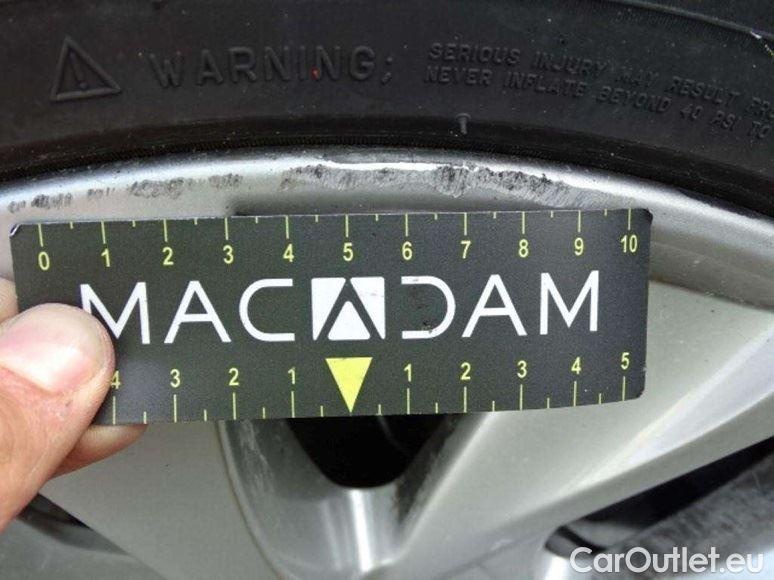 WARNING; SERIOUS INJURY MAY RESULT
NEVER INFLATE BEYOND 40 PSI TO
0 1 2 3 4 5 6 7 8 9 10
MACADAM
4 3 2 1 1 2 3 4 5
CarOutlet.eu